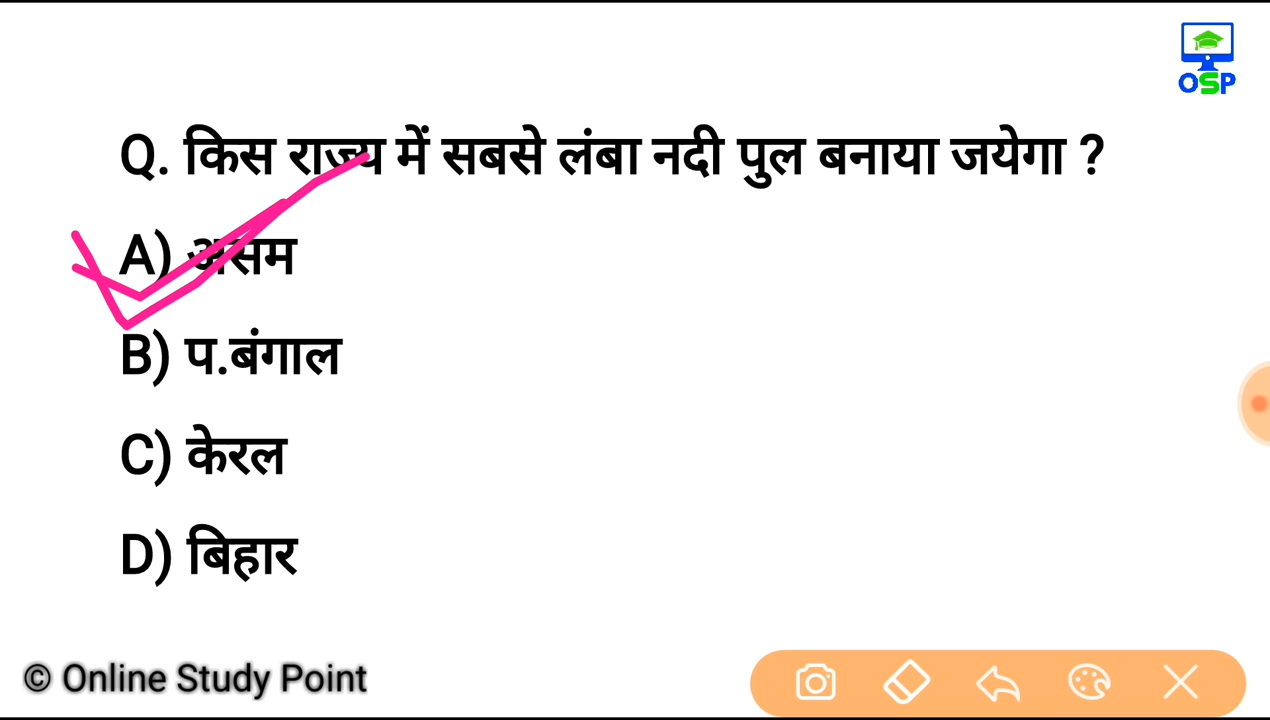 OSP
Q. किस राज्य में सबसे लंबा नदी पुल बनाया जयेगा ?
A) असम
B) प.बंगाल
C) केरल
D) बिहार
© Online Study Point